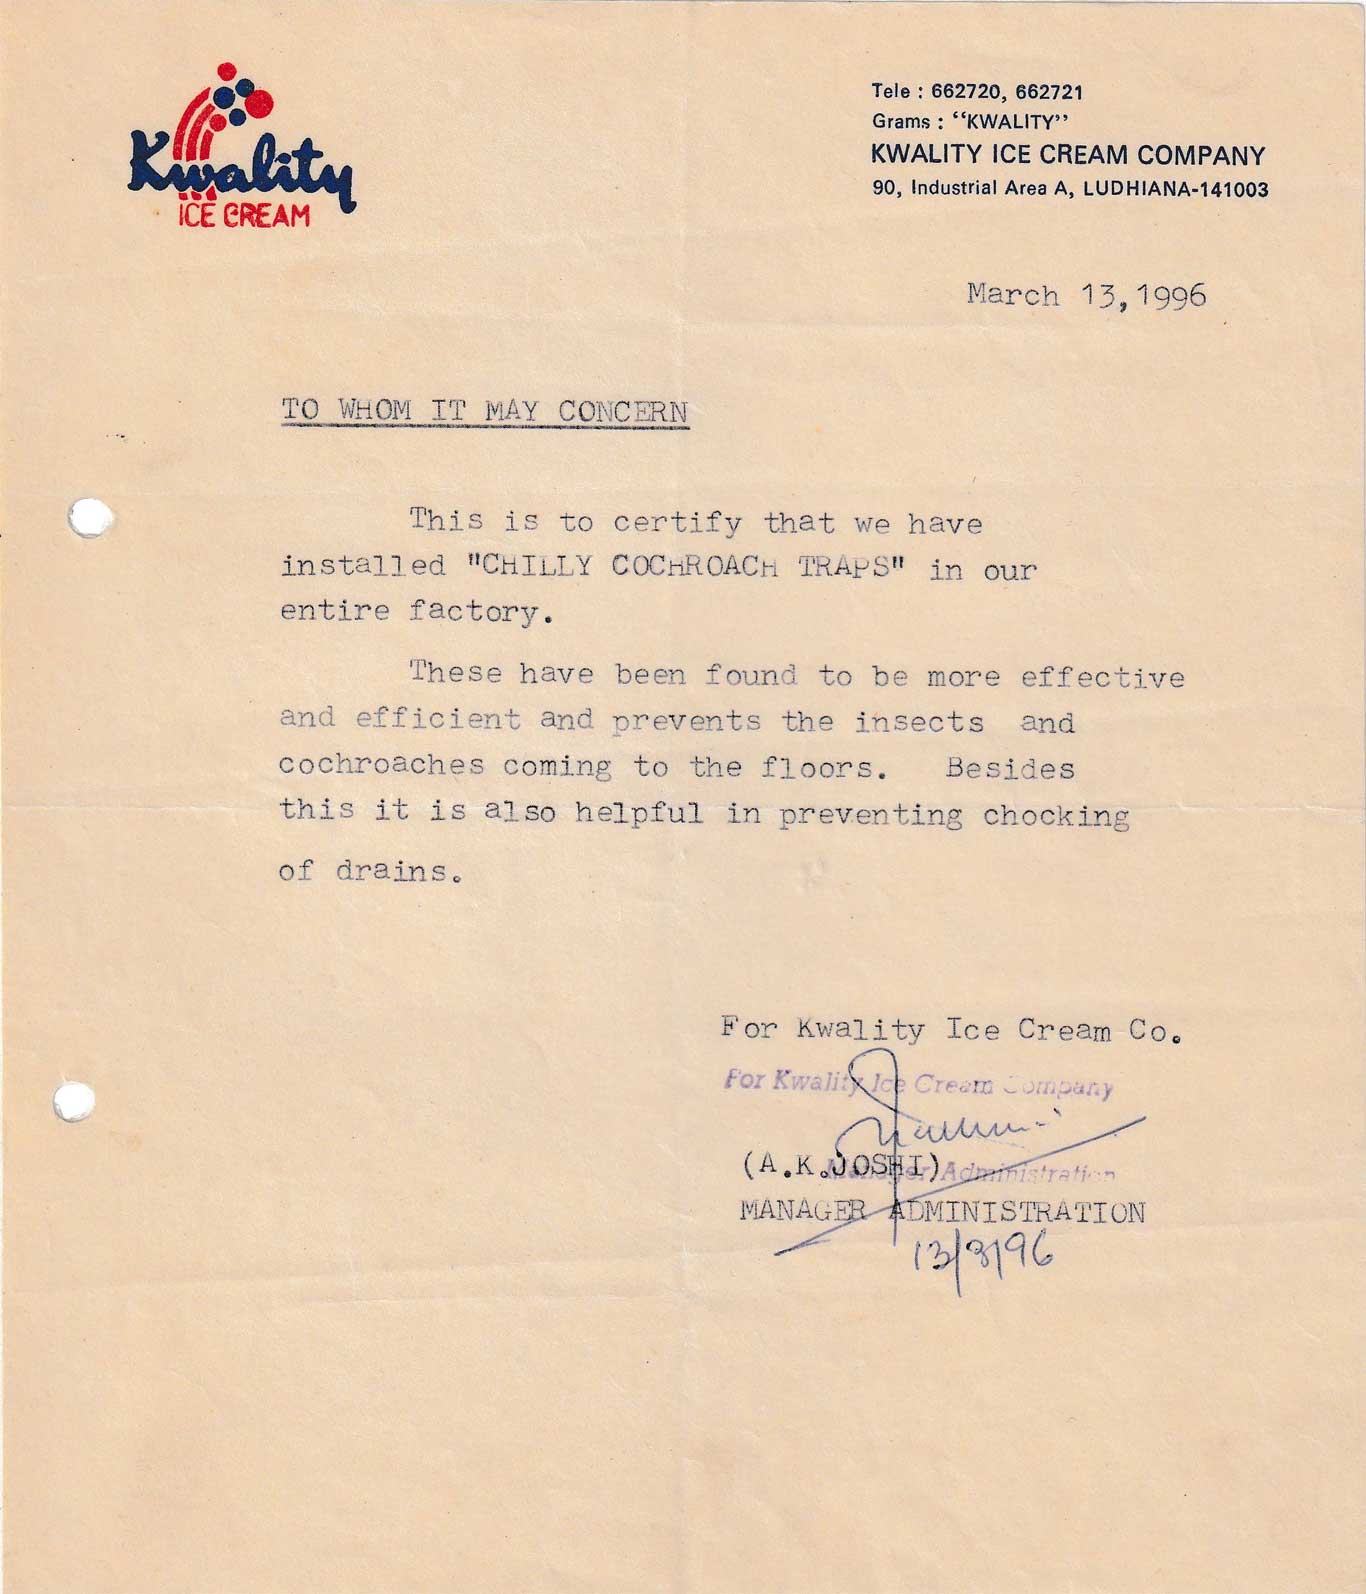 Kwality
ICE CREAM
Tele : 662720, 662721
Grams : “KWALITY”
KWALITY ICE CREAM COMPANY
90, Industrial Area A, LUDHIANA-141003
March 13,1996
TO WHOM IT MAY CONCERN
This is to certify that we have
installed "CHILLY COCHROACH TRAPS" in our
entire factory.
These have been found to be more effective
and efficient and prevents the insects and
cochroaches coming to the floors. Besides
this it is also helpful in preventing chocking
of drains.
For Kwality Ice Cream Co.
For Kwality Ice Cream Company
(A.K.JOSHI)
Manager Administration
MANAGER ADMINISTRATION
13/3/96